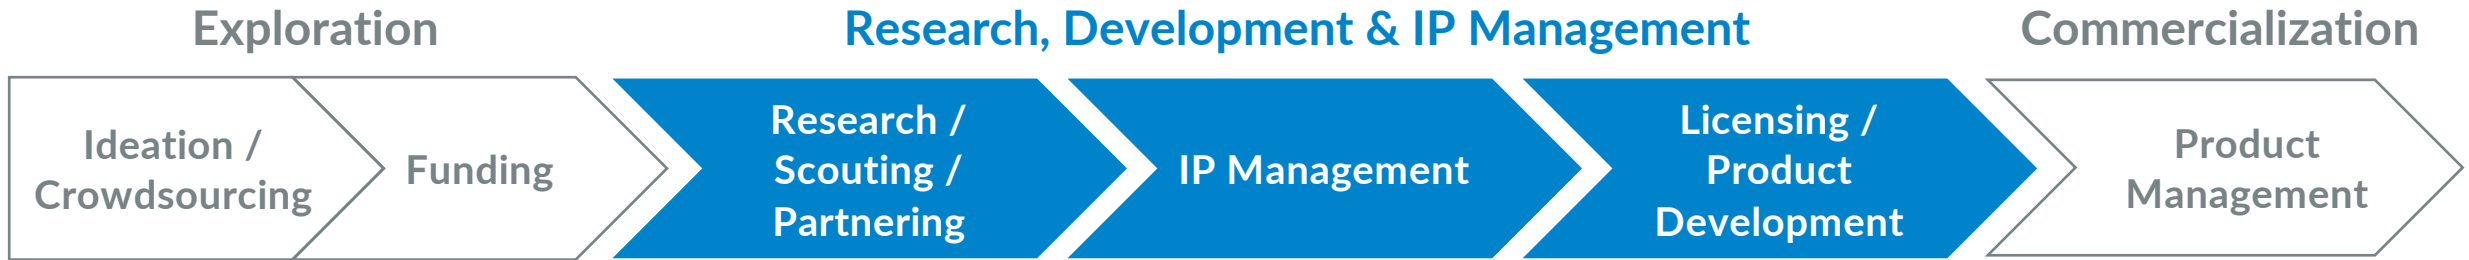 Exploration
Research, Development & IP Management
Commercialization
Ideation /
Crowdsourcing
Funding
Research /
Scouting /
Partnering
IP Management
Licensing /
Product
Development
Product
Management